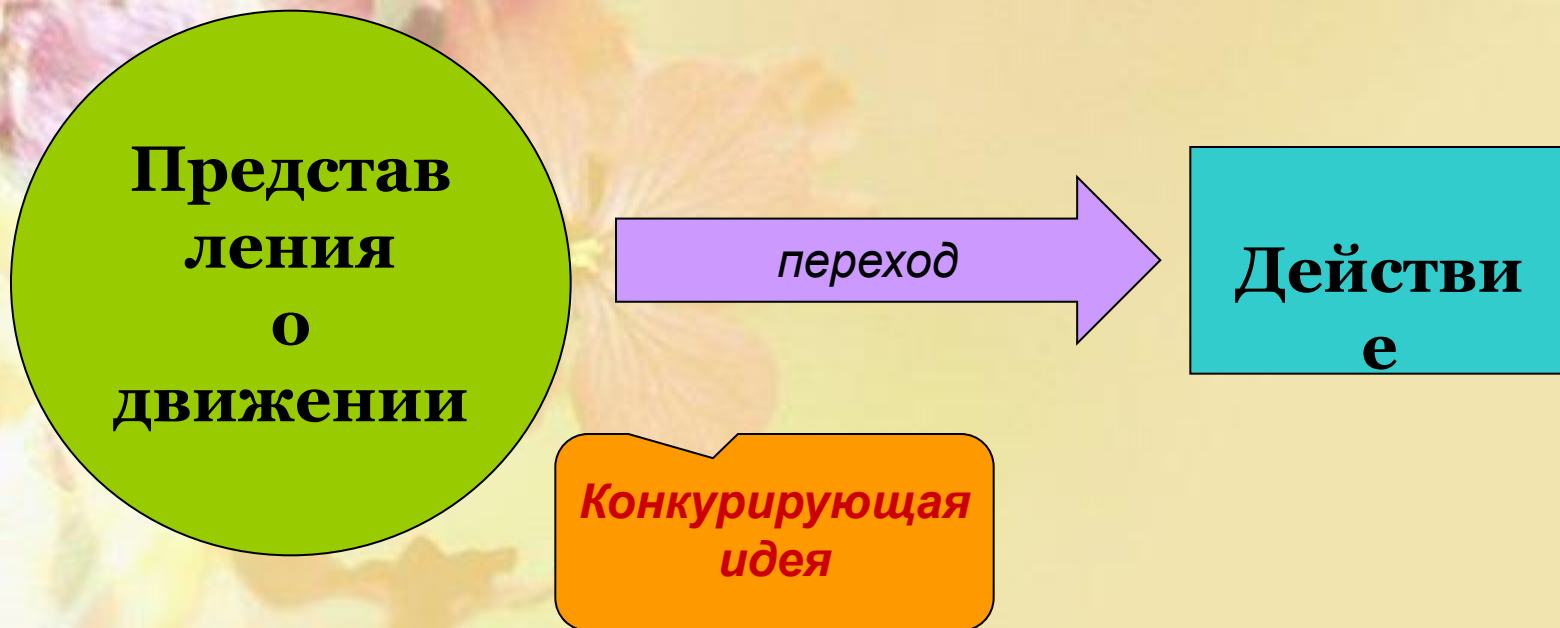 Представ
ления
о
движении
переход
Действи
е
Конкурирующая
идея